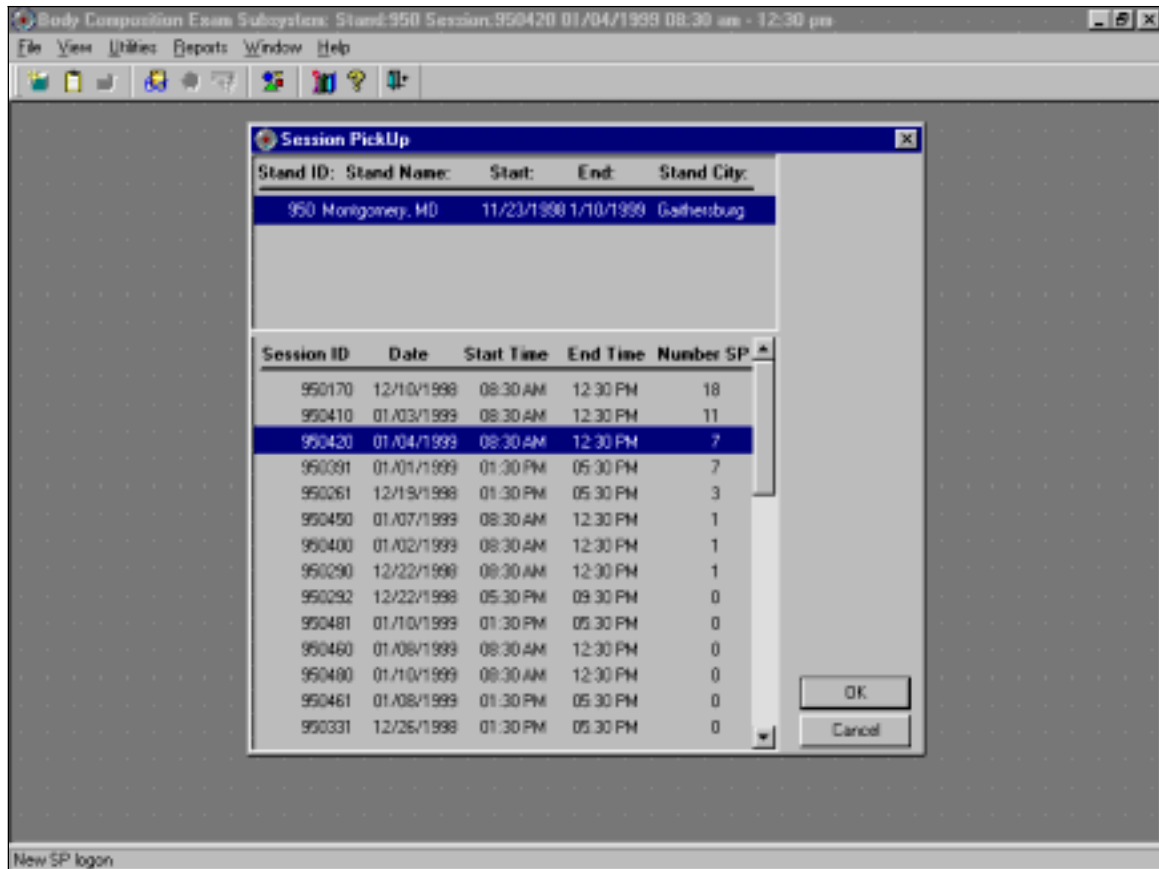 Body Composition Exam Subsystem: Stand:950 Session:950420 01/04/1999 08:30 am - 12:30 pm
File View Utilities Reports Window Help
Session PickUp
Stand ID: Stand Name: Start: End: Stand City:
950 Montgomery, MD 11/23/1998 1/10/1999 Gaithersburg
Session ID Date Start Time End Time Number SP
950170 12/10/1998 08:30 AM 12:30 PM 18
950410 01/03/1999 08:30 AM 12:30 PM 11
950420 01/04/1999 08:30 AM 12:30 PM 7
950391 01/01/1999 01:30 PM 05:30 PM 7
950261 12/19/1998 01:30 PM 05:30 PM 3
950450 01/07/1999 08:30 AM 12:30 PM 1
950400 01/02/1999 08:30 AM 12:30 PM 1
950290 12/22/1998 08:30 AM 12:30 PM 1
950292 12/22/1998 05:30 PM 09:30 PM 0
950481 01/10/1999 01:30 PM 05:30 PM 0
950460 01/08/1999 08:30 AM 12:30 PM 0
950480 01/10/1999 08:30 AM 12:30 PM 0
950461 01/08/1999 01:30 PM 05:30 PM 0
950331 12/26/1998 01:30 PM 05:30 PM 0
OK
Cancel
New SP logon